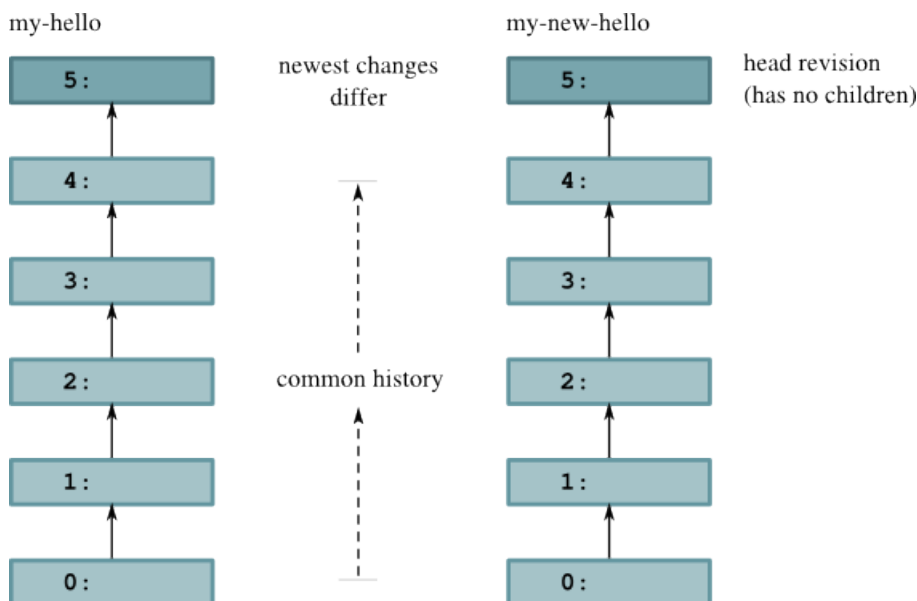 my-hello
my-new-hello
5:
newest changes
differ
5:
head revision
(has no children)
4:
4:
3:
3:
2:
common history
2:
1:
1:
0:
0: